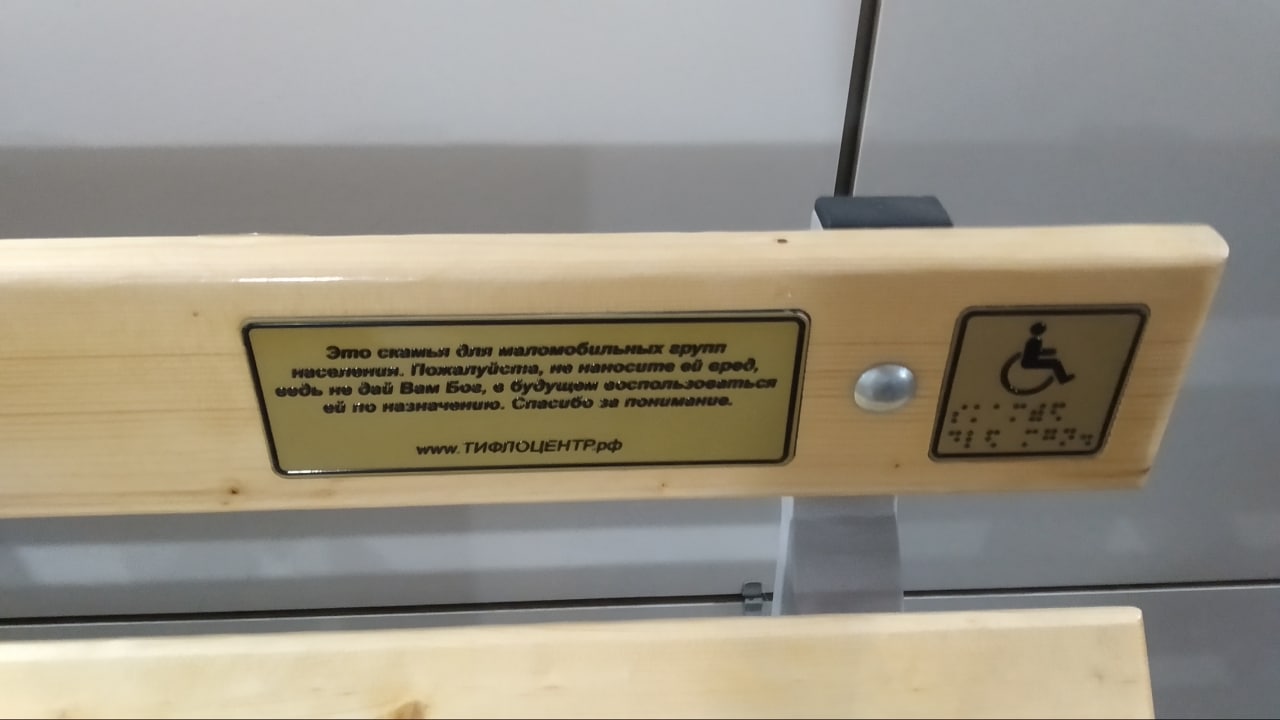 Это скамья для маломобильных групп
населения. Пожалуйста, не наносите ей вред,
ведь не дай Вам Бог, в будущем воспользоваться
ей по назначению. Спасибо за понимание.
www.ТИФЛОЦЕНТР.рф